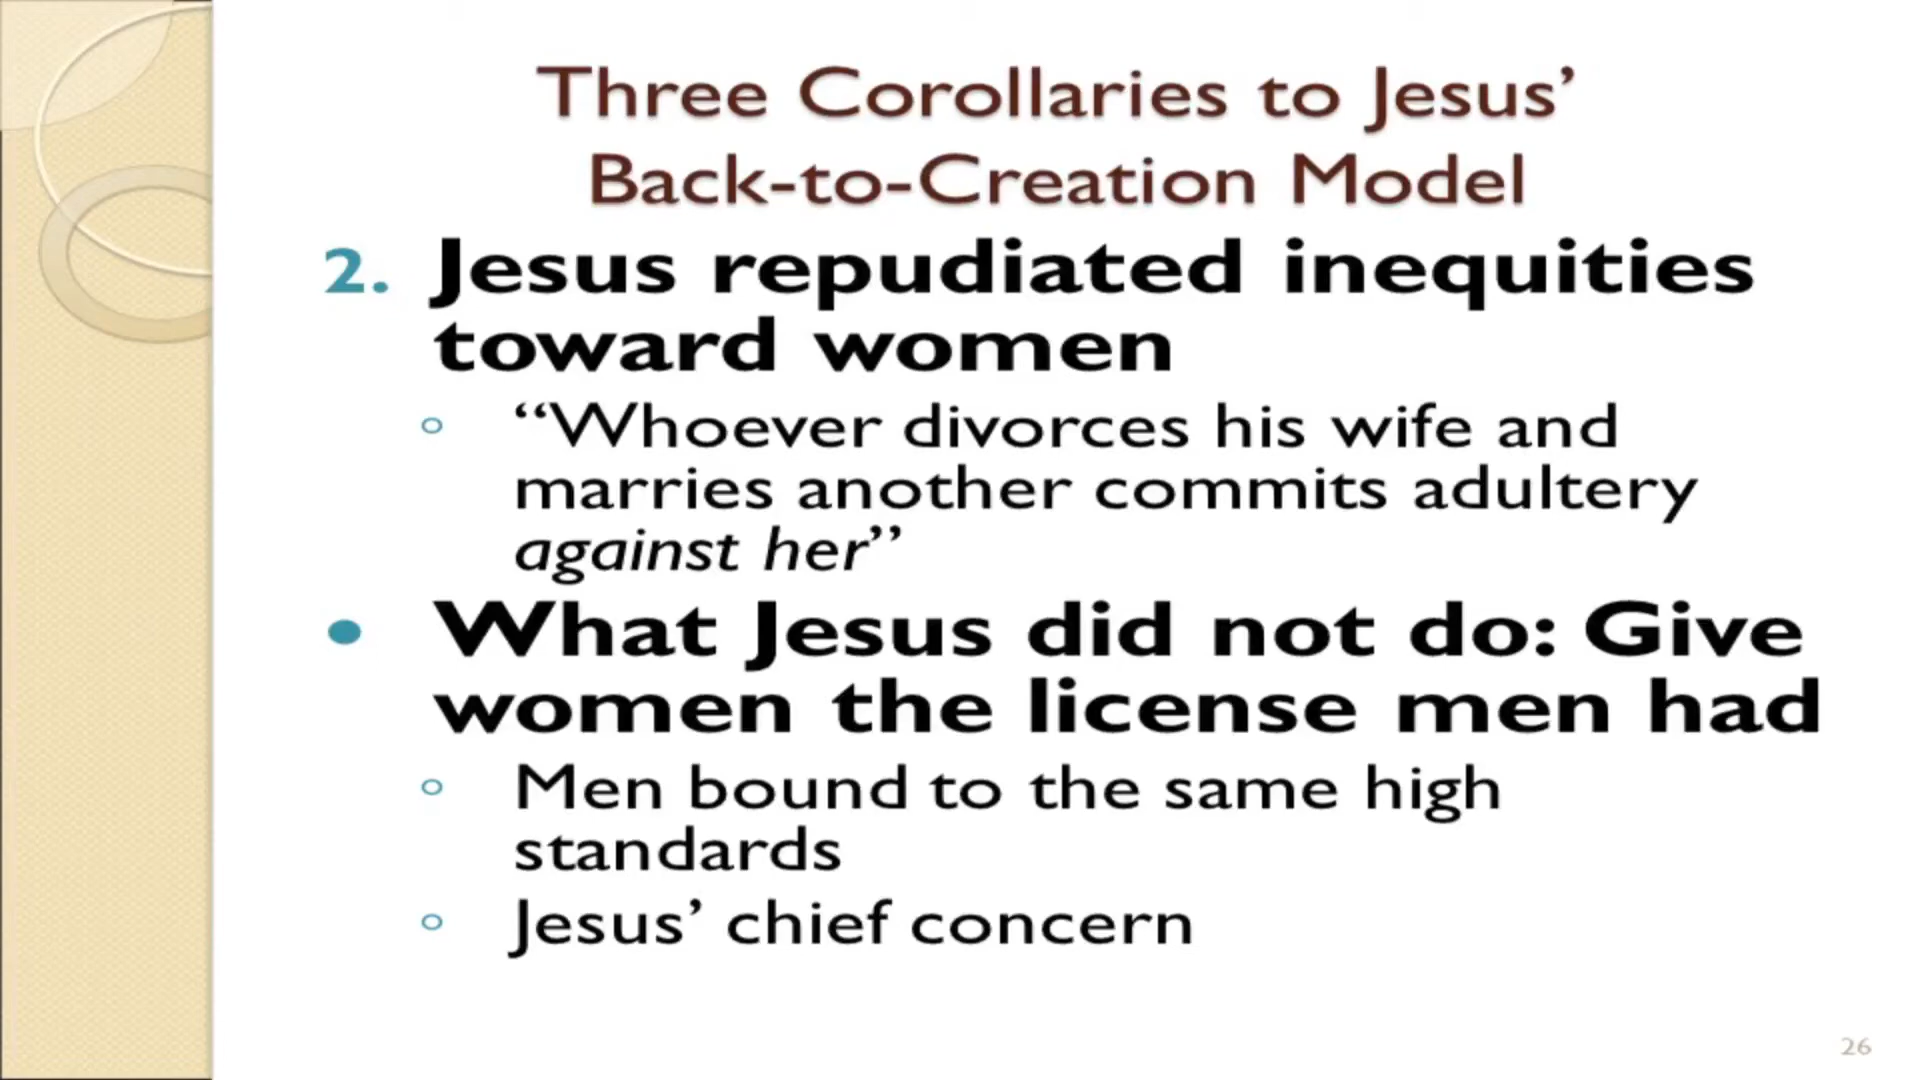 Three Corollaries to Jesus’
Back-to-Creation Model
2. Jesus repudiated inequities
toward women
“Whoever divorces his wife and
marries another commits adultery
against her”
• What Jesus did not do: Give
women the license men had
Men bound to the same high
standards
Jesus’ chief concern
26